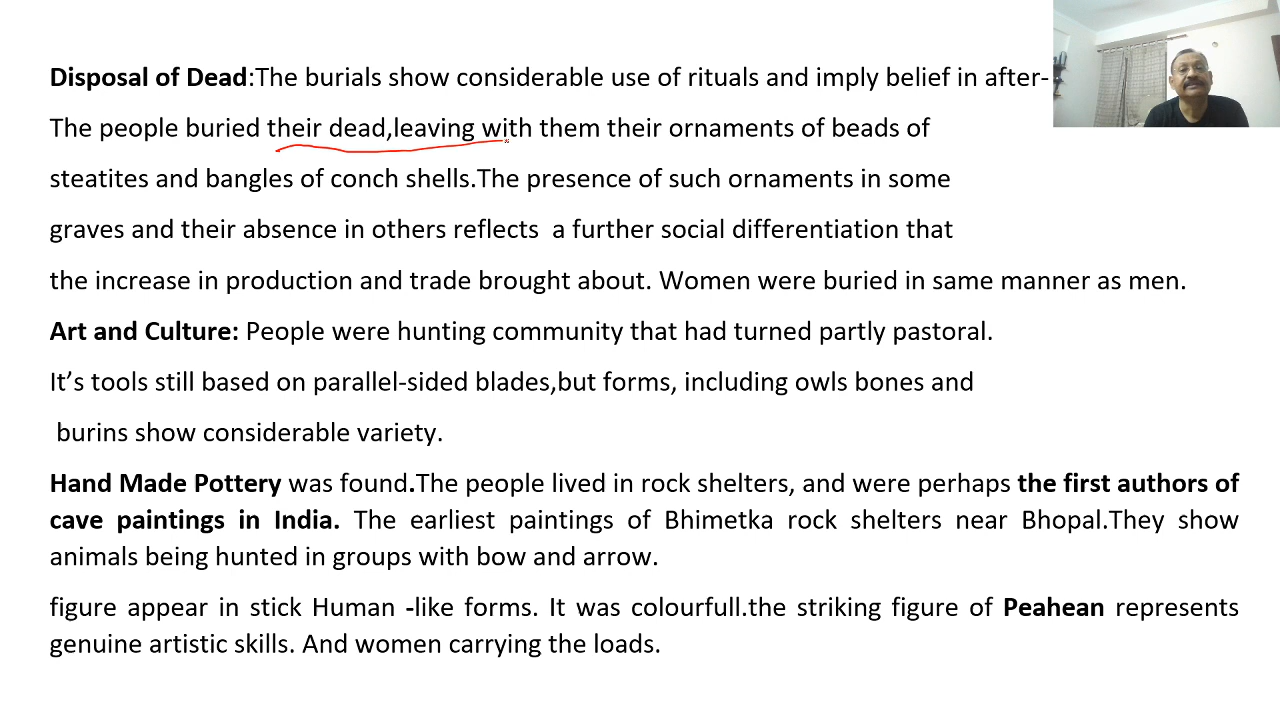 Disposal of Dead:The burials show considerable use of rituals and imply belief in after-
The people buried their dead,leaving with them their ornaments of beads of
steatites and bangles of conch shells.The presence of such ornaments in some
graves and their absence in others reflects  a further social differentiation that
the increase in production and trade brought about. Women were buried in same manner as men.
Art and Culture: People were hunting community that had turned partly pastoral.
It’s tools still based on parallel-sided blades,but forms, including owls bones and
burins show considerable variety.
Hand Made Pottery was found.The people lived in rock shelters, and were perhaps the first authors of
cave paintings in India. The earliest paintings of Bhimetka rock shelters near Bhopal.They show
animals being hunted in groups with bow and arrow.
figure appear in stick Human -like forms. It was colourfull.the striking figure of Peahean represents
genuine artistic skills. And women carrying the loads.